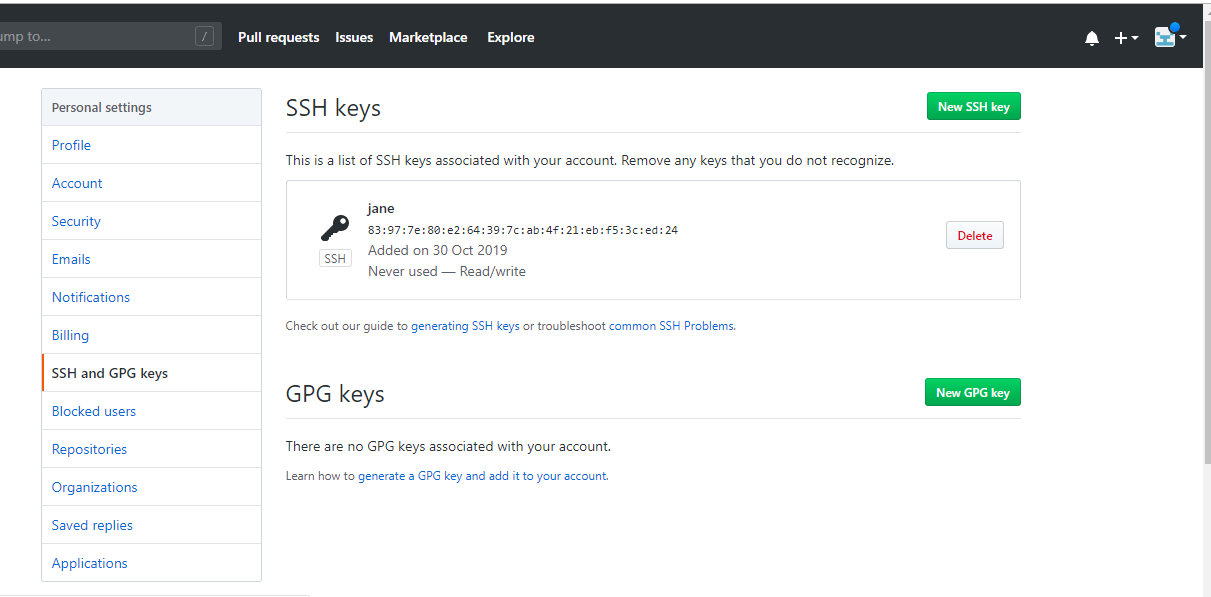 ump to...
/
Pull requests
Issues
Marketplace
Explore
Personal settings
Profile
Account
Security
Emails
Notifications
Billing
SSH and GPG keys
Blocked users
Repositories
Organizations
Saved replies
Applications
SSH keys
New SSH key
This is a list of SSH keys associated with your account. Remove any keys that you do not recognize.
jane
83:97:7e:80:e2:64:39:7c:ab:4f:21:eb:f5:3c:ed:24
Added on 30 Oct 2019
Never used — Read/write
SSH
Delete
Check out our guide to generating SSH keys or troubleshoot common SSH Problems.
GPG keys
New GPG key
There are no GPG keys associated with your account.
Learn how to generate a GPG key and add it to your account.